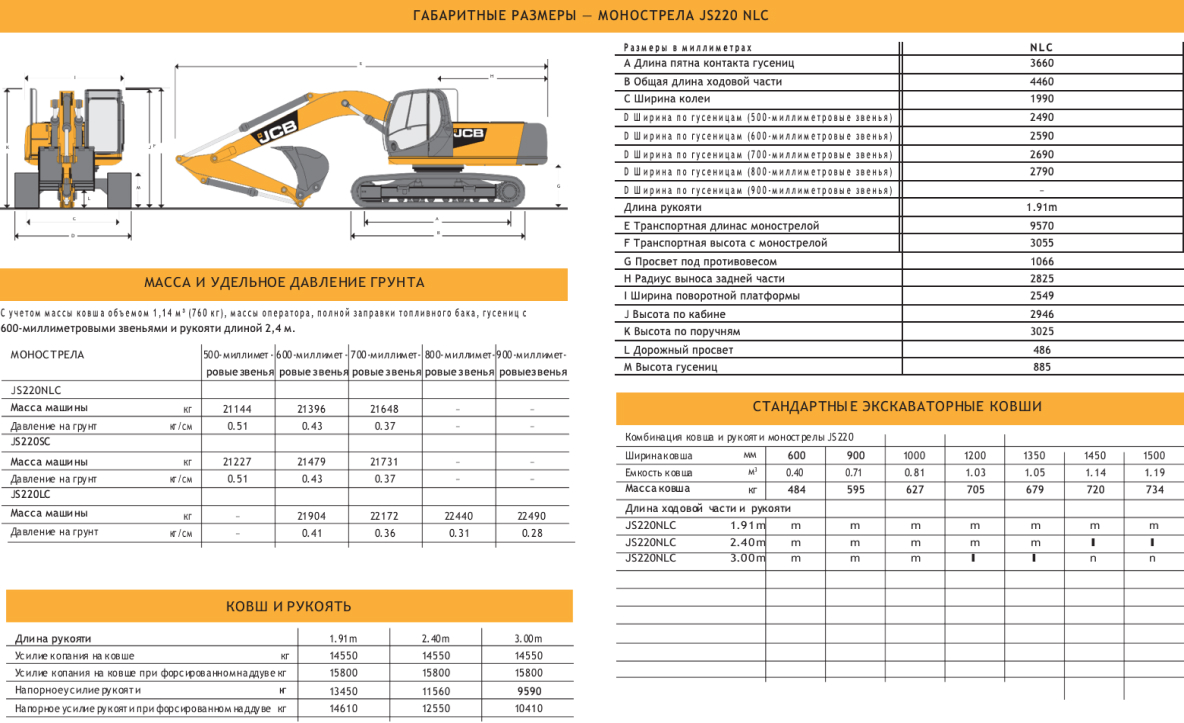 ГАБАРИТНЫЕ РАЗМЕРЫ — МОНОСТРЕЛА JS220 NLC
JCB
JCB
E
H
I
K
J
F
M
L
C
D
G
A
B
Размеры в миллиметрах NLC
A Длина пятна контакта гусениц 3660
B Общая длина ходовой части 4460
C Ширина колеи 1990
D Ширина по гусеницам (500-миллиметровые звенья) 2490
D Ширина по гусеницам (600-миллиметровые звенья) 2590
D Ширина по гусеницам (700-миллиметровые звенья) 2690
D Ширина по гусеницам (800-миллиметровые звенья) 2790
D Ширина по гусеницам (900-миллиметровые звенья) –
Длина рукояти 1.91m
E Транспортная длинас монострелой 9570
F Транспортная высота с монострелой 3055
G Просвет под противовесом 1066
H Радиус выноса задней части 2825
I Ширина поворотной платформы 2549
J Высота по кабине 2946
K Высота по поручням 3025
L Дорожный просвет 486
M Высота гусениц 885
МАССА И УДЕЛЬНОЕ ДАВЛЕНИЕ ГРУНТА
С учетом массы ковша объемом 1,14 м³ (760 кг), массы оператора, полной заправки топливного бака, гусениц с
600-миллиметровыми звеньями и рукояти длиной 2,4 м.
МОНОСТРЕЛА 500-миллимет- 600-миллимет- 700-миллимет- 800-миллимет- 900-миллимет-
ровые звенья ровые звенья ровые звенья ровые звенья ровыезвенья
JS220NLC
Масса машины кг 21144 21396 21648 – –
Давление на грунт кг/см 0.51 0.43 0.37 – –
JS220SC
Масса машины кг 21227 21479 21731 – –
Давление на грунт кг/см 0.51 0.43 0.37 – –
JS220LC
Масса машины кг – 21904 22172 22440 22490
Давление на грунт кг/см – 0.41 0.36 0.31 0.28
КОВШ И РУКОЯТЬ
Длина рукояти 1.91m 2.40m 3.00m
Усилие копания на ковше кг 14550 14550 14550
Усилие копания на ковше при форсированном наддуве кг 15800 15800 15800
Напорное усилие рукояти кг 13450 11560 9590
Напорное усилие рукояти при форсированном наддуве кг 14610 12550 10410
СТАНДАРТНЫЕ ЭКСКАВАТОРНЫЕ КОВШИ
Комбинация ковша и рукояти монострелы JS220
Ширина ковша мм 600 900 1000 1200 1350 1450 1500
Емкость ковша м³ 0.40 0.71 0.81 1.03 1.05 1.14 1.19
Масса ковша кг 484 595 627 705 679 720 734
Длина ходовой части и рукояти
JS220NLC 1.91m m m m m m m m
JS220NLC 2.40m m m m m m I I
JS220NLC 3.00m m m m I I n n